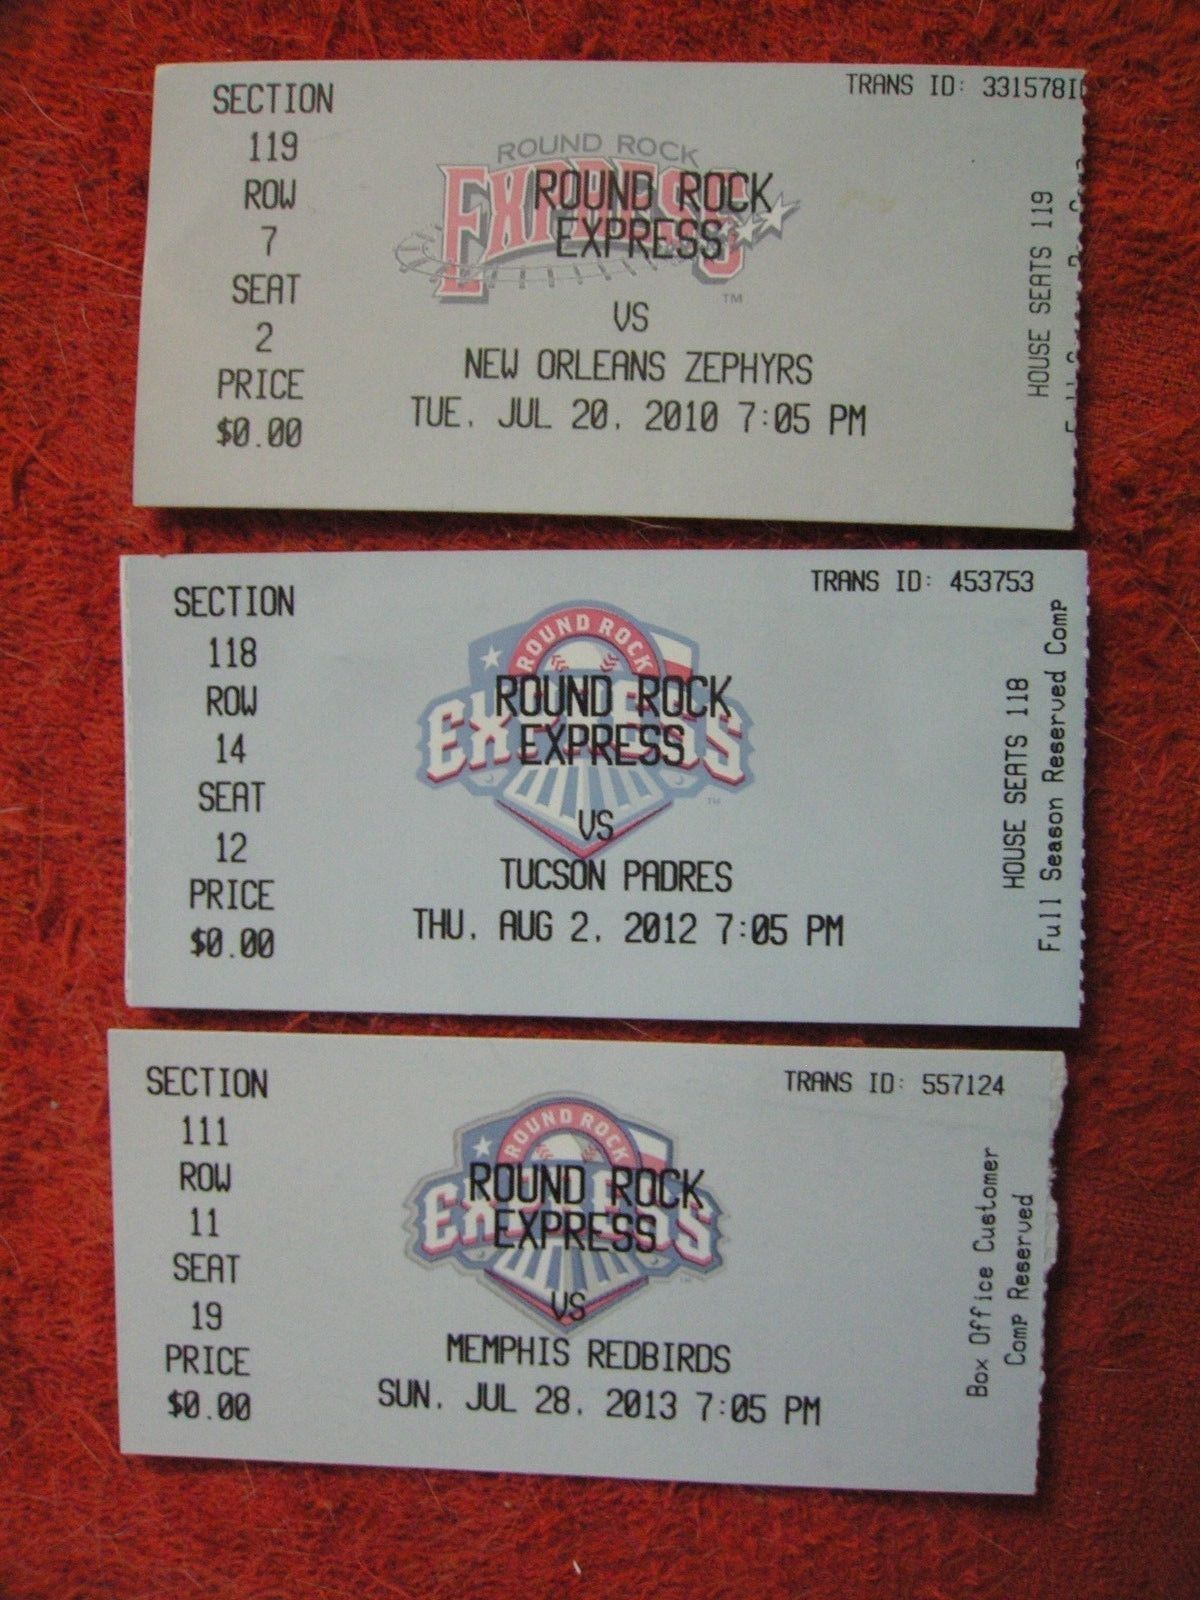 SECTION
119
ROW
7
SEAT
2
PRICE
$0.00
ROUND ROCK
EXPRESS
TM
ROUND ROCK
EXPRESS
VS
NEW ORLEANS ZEPHYRS
TUE, JUL 20, 2010 7:05 PM
TRANS ID: 331578
HOUSE SEATS 119
SECTION
118
ROW
14
SEAT
12
PRICE
$0.00
ROUND ROCK
EXPRESS
TM
ROUND ROCK
EXPRESS
VS
TUCSON PADRES
THU, AUG 2, 2012 7:05 PM
TRANS ID: 453753
HOUSE SEATS 118
Full Season Reserved Comp
SECTION
111
ROW
11
SEAT
19
PRICE
$0.00
ROUND ROCK
EXPRESS
ROUND ROCK
EXPRESS
VS
MEMPHIS REDBIRDS
SUN, JUL 28, 2013 7:05 PM
TRANS ID: 557124
Box Office Customer
Comp Reserved